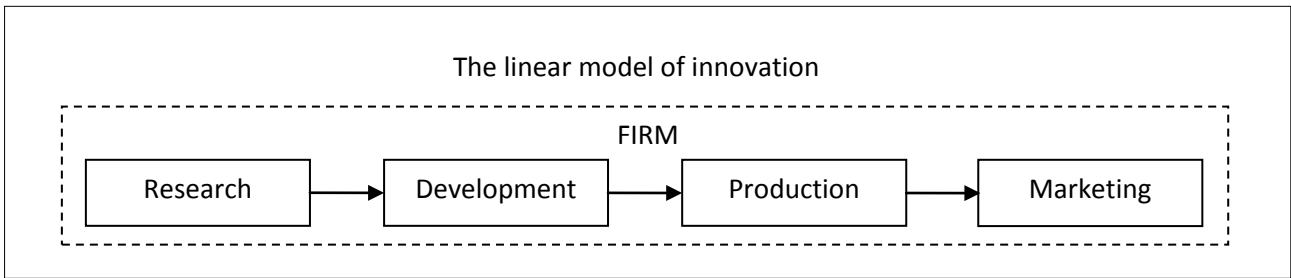 The linear model of innovation
FIRM
Research
Development
Production
Marketing